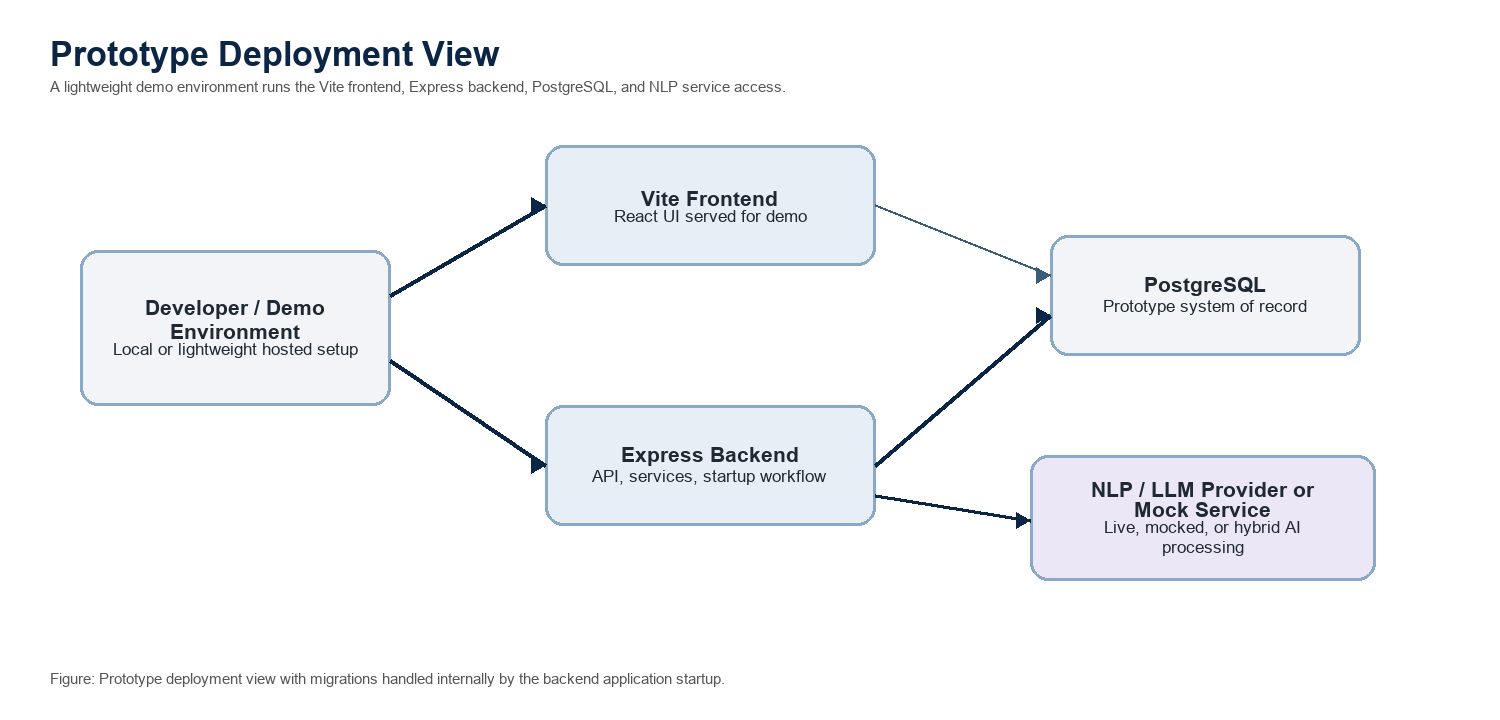 Prototype Deployment View
A lightweight demo environment runs the Vite frontend, Express backend, PostgreSQL, and NLP service access.
Vite Frontend
React UI served for demo
Developer / Demo
Environment
Local or lightweight hosted setup
PostgreSQL
Prototype system of record
Express Backend
API, services, startup workflow
NLP / LLM Provider or
Mock Service
Live, mocked, or hybrid AI
processing
Figure: Prototype deployment view with migrations handled internally by the backend application startup.